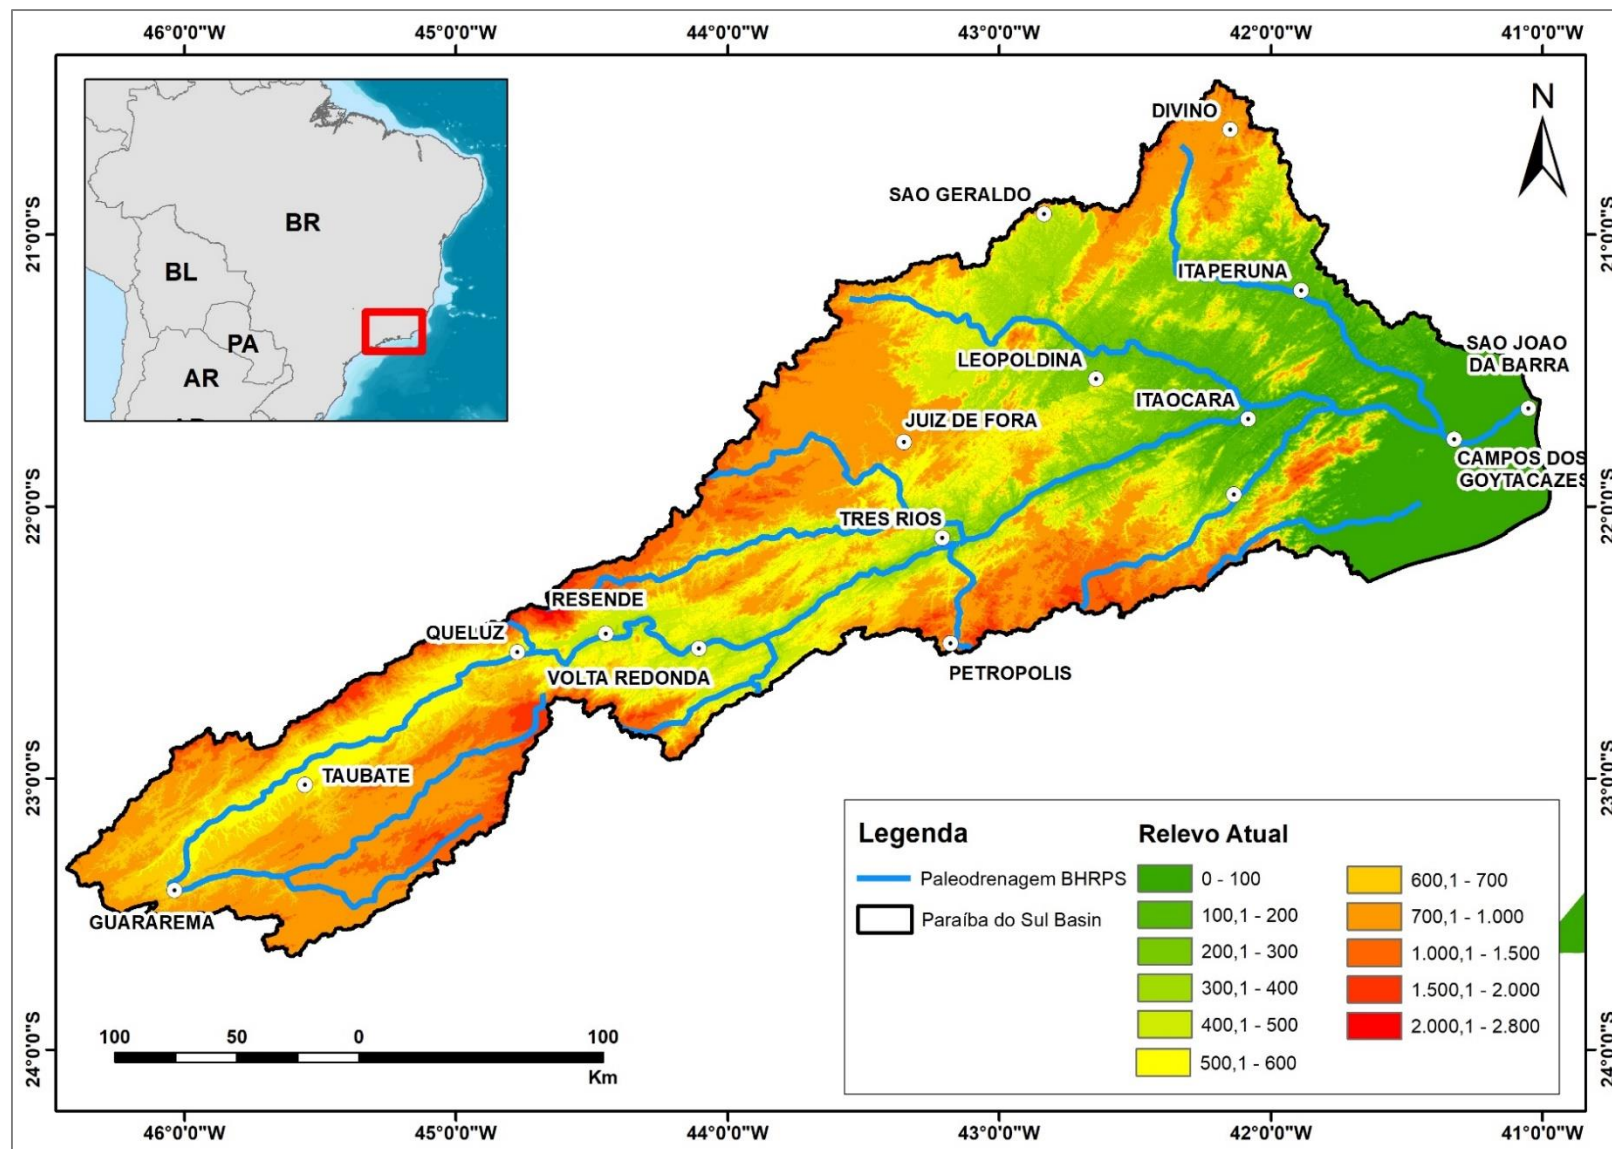 46°0'0"W
45°0'0"W
44°0'0"W
43°0'0"W
42°0'0"W
41°0'0"W
N
BR
BL
PA
AR
21°0'0"S
21°0'0"S
22°0'0"S
22°0'0"S
23°0'0"S
23°0'0"S
24°0'0"S
24°0'0"S
DIVINO
SAO GERALDO
ITAPERUNA
SAO JOAO
DA BARRA
LEOPOLDINA
ITAOCARA
JUIZ DE FORA
CAMPOS DOS
GOYTACAZES
TRES RIOS
RESENDE
QUELUZ
VOLTA REDONDA
PETROPOLIS
TAUBATE
GUARAREMA
Legenda
Paleodrenagem BHRPS
Paraíba do Sul Basin
Relevo Atual
0 - 100
100,1 - 200
200,1 - 300
300,1 - 400
400,1 - 500
500,1 - 600
600,1 - 700
700,1 - 1.000
1.000,1 - 1.500
1.500,1 - 2.000
2.000,1 - 2.800
100 50 0 100
Km
46°0'0"W
45°0'0"W
44°0'0"W
43°0'0"W
42°0'0"W
41°0'0"W